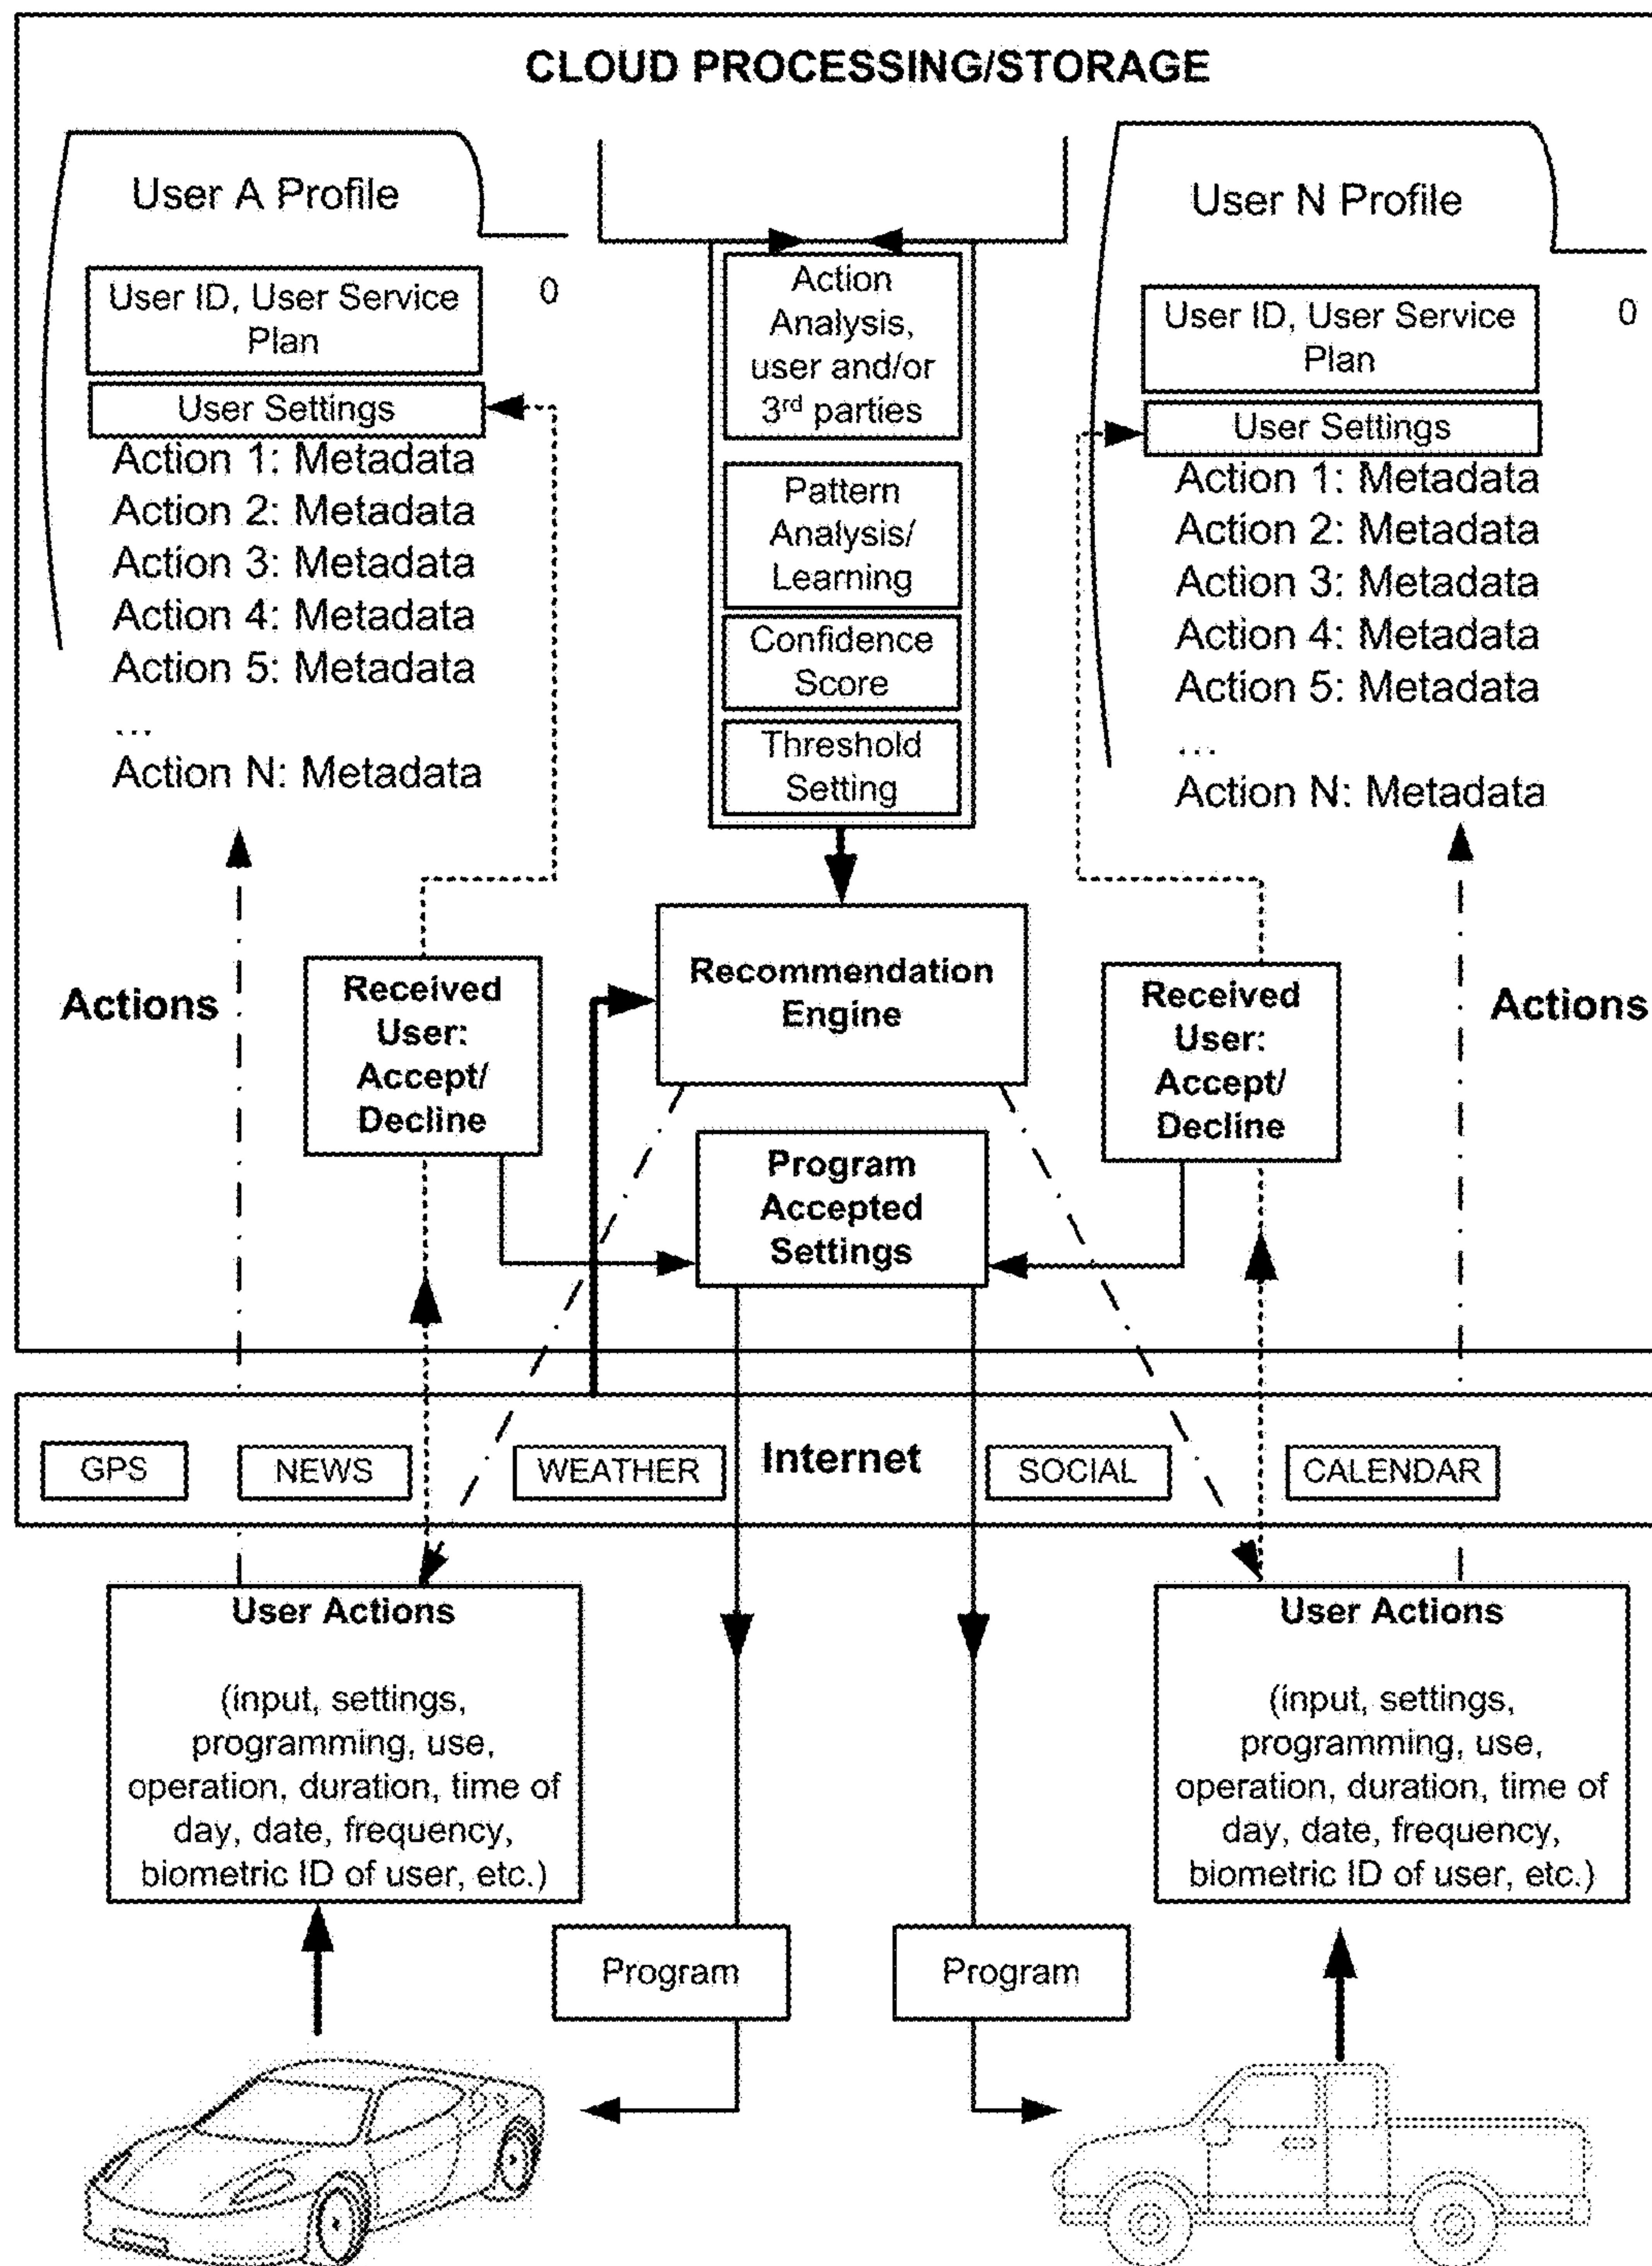 CLOUD PROCESSING/STORAGE
User A Profile
0
User ID, User Service
Plan
User Settings
Action 1: Metadata
Action 2: Metadata
Action 3: Metadata
Action 4: Metadata
Action 5: Metadata
...
Action N: Metadata
Action
Analysis,
user and/or
3rd parties
Pattern
Analysis/
Learning
Confidence
Score
Threshold
Setting
User N Profile
0
User ID, User Service
Plan
User Settings
Action 1: Metadata
Action 2: Metadata
Action 3: Metadata
Action 4: Metadata
Action 5: Metadata
...
Action N: Metadata
Actions
Received
User:
Accept/
Decline
Recommendation
Engine
Received
User:
Accept/
Decline
Actions
Program
Accepted
Settings
GPS
NEWS
WEATHER
Internet
SOCIAL
CALENDAR
User Actions
(input, settings,
programming, use,
operation, duration, time of
day, date, frequency,
biometric ID of user, etc.)
User Actions
(input, settings,
programming, use,
operation, duration, time of
day, date, frequency,
biometric ID of user, etc.)
Program
Program